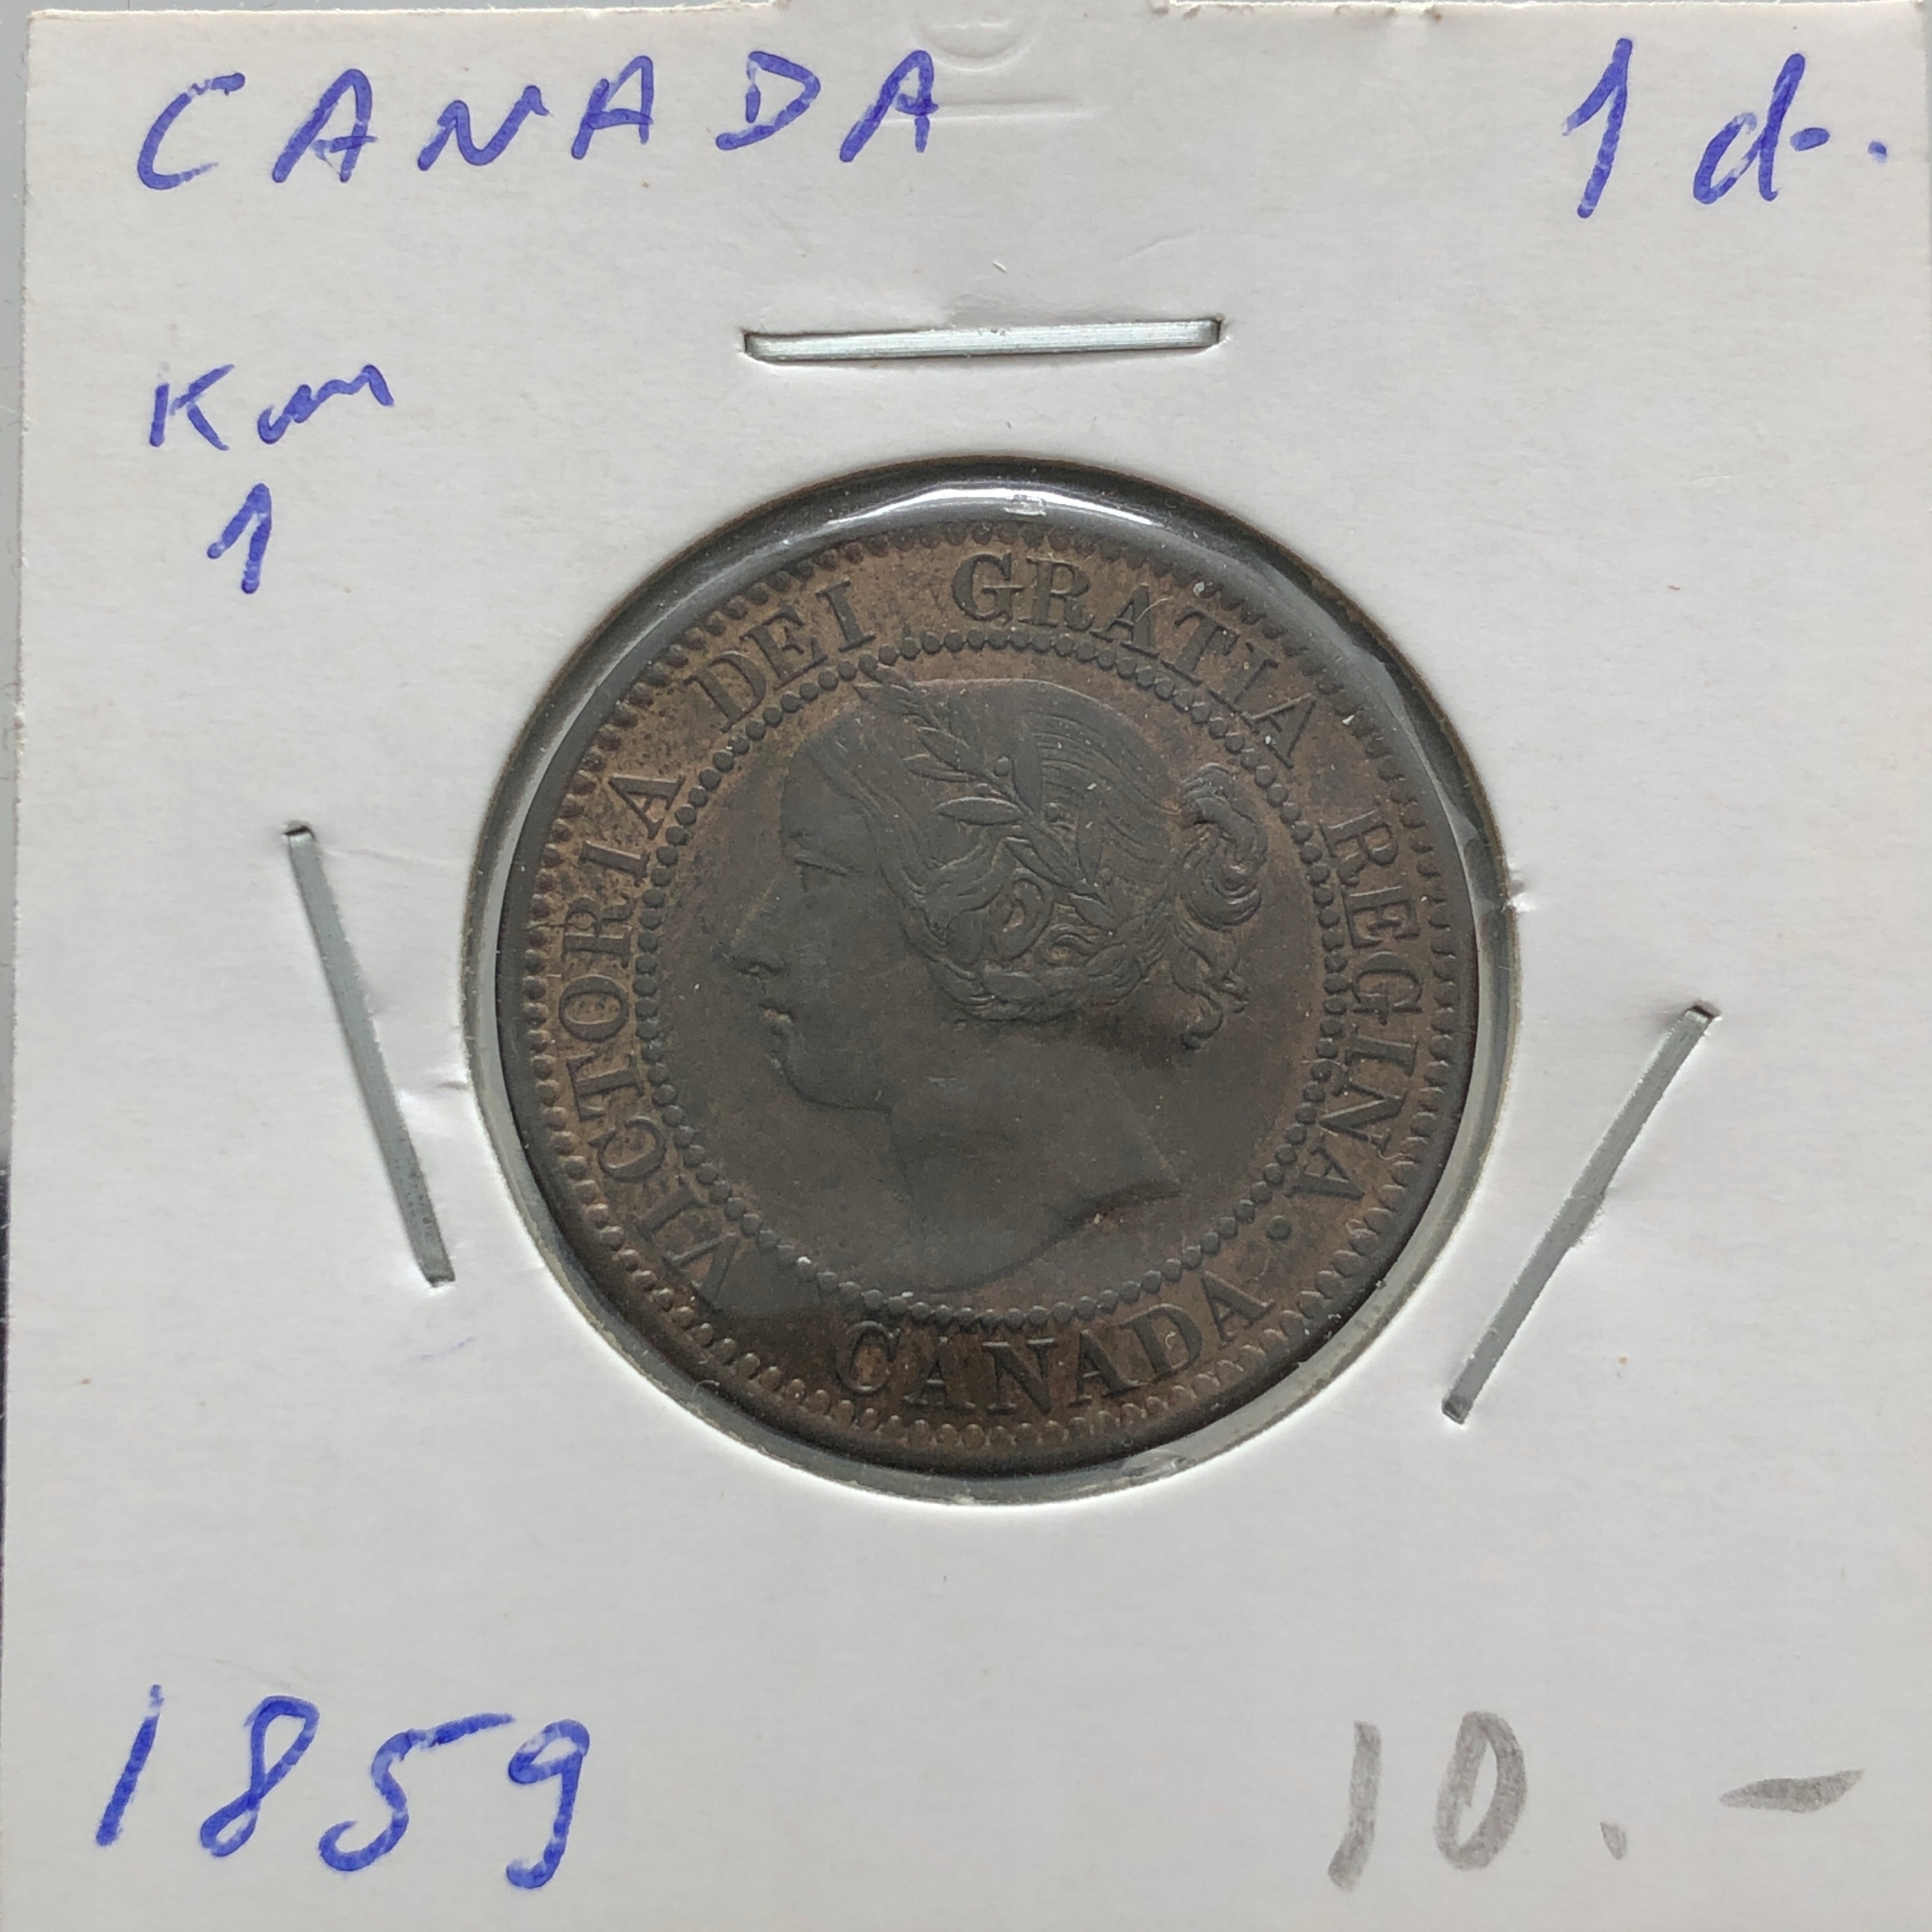 CANADA 1 d.
Km
1
VICTORIA DEI GRATIA REGINA.
CANADA
1859 10.-